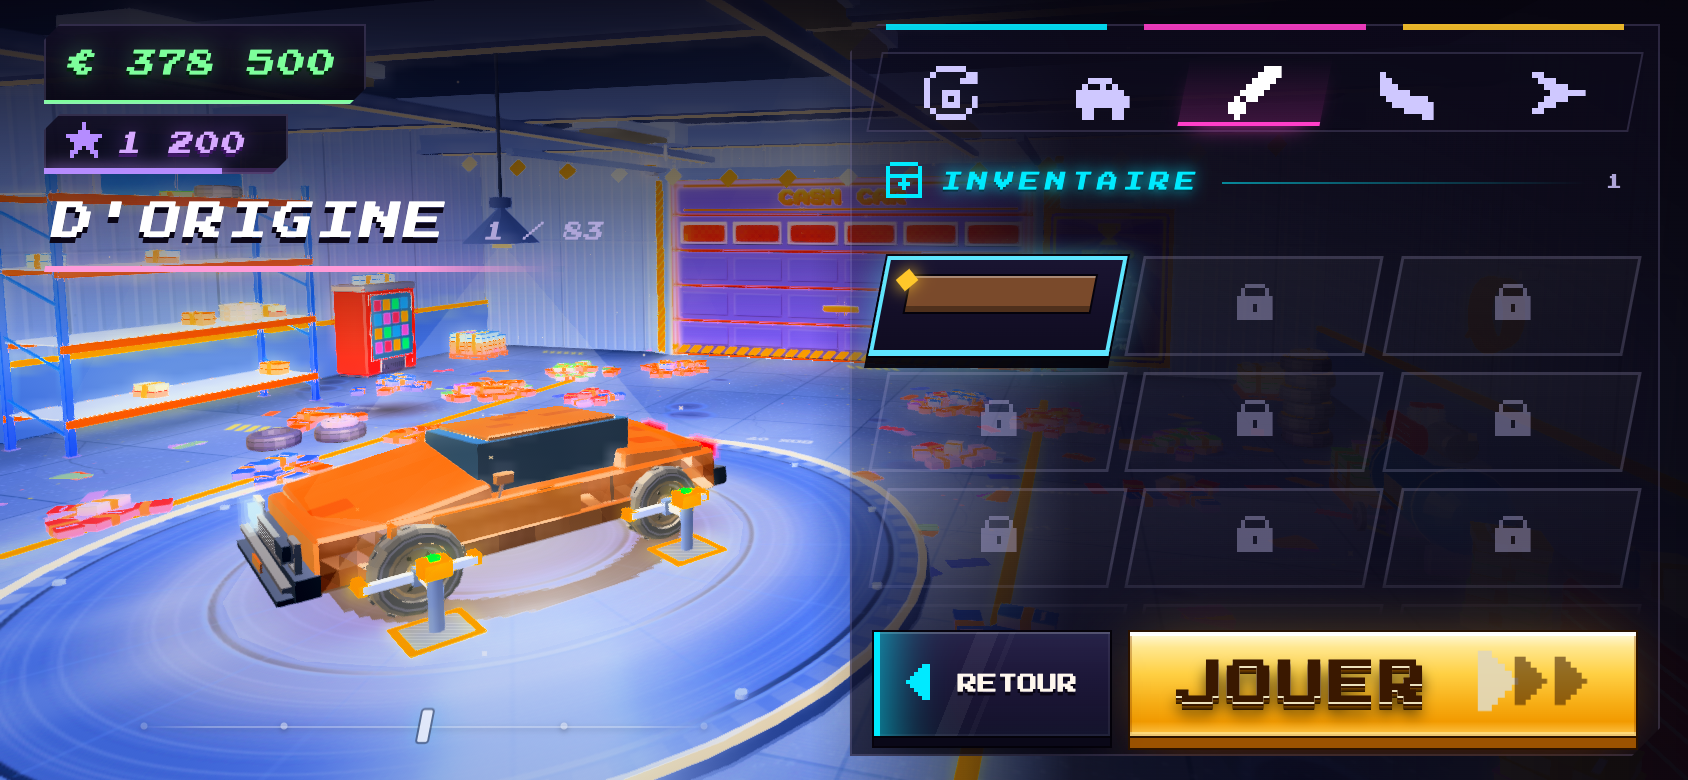 € 378 500
1 200
D'ORIGINE 1 / 83
INVENTAIRE 1
RETOUR
JOUER